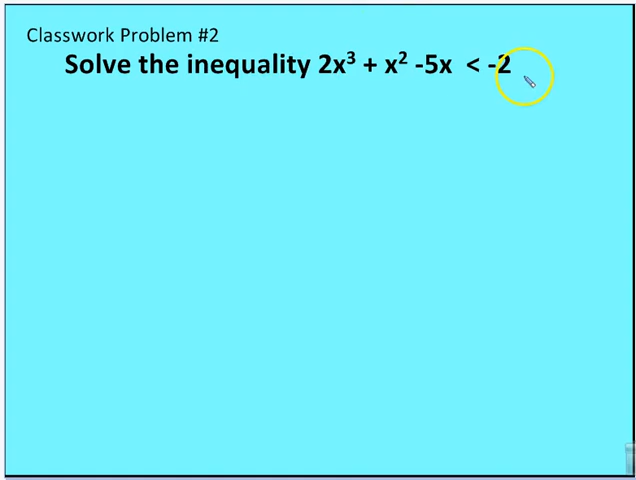 Classwork Problem #2
Solve the inequality 2x³ + x² -5x < -2